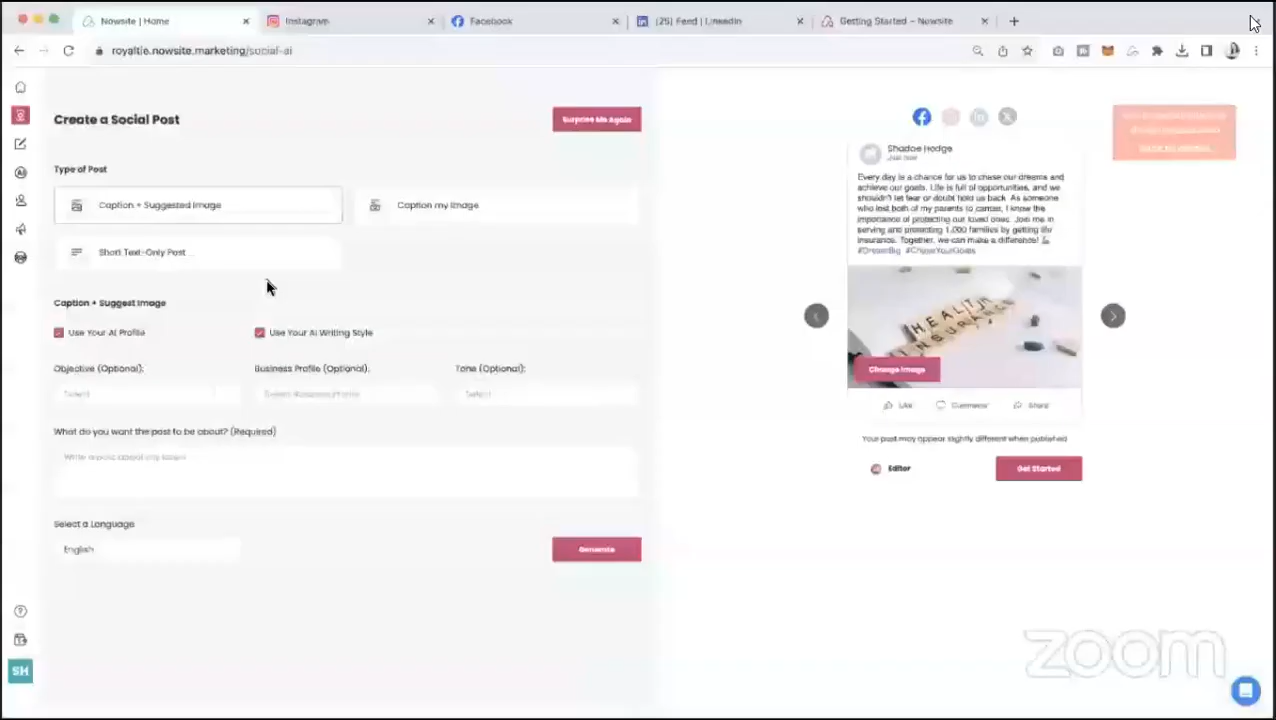 Nowsite | Home
Instagram
Facebook
(25) Feed | LinkedIn
Getting Started – Nowsite
royaltie.nowsite.marketing/social-ai
Create a Social Post
Surprise Me Again
Type of Post
Caption + Suggested Image
Caption my Image
Short Text-Only Post
Caption + Suggest Image
Use Your AI Profile
Use Your AI Writing Style
Objective (Optional):
Business Profile (Optional):
Tone (Optional):
Select
Select
What do you want the post to be about? (Required)
Select a Language
English
Generate
Shadoe Hodge
Just now
Every day is a chance for us to chase our dreams and
achieve our goals. Life is full of opportunities, and we
shouldn't let fear or doubt hold us back. As someone
who lost both of my parents to cancer, I know the
importance of protecting our loved ones. Join me in
serving and protecting 1,000 families by getting life
insurance. Together, we can make a difference!
#DreamBig #ChaseYourGoals
HEALTH
INSURANCE
Change Image
Like
Comment
Share
Your post may appear slightly different when published
Editor
Get Started
SH
zoom